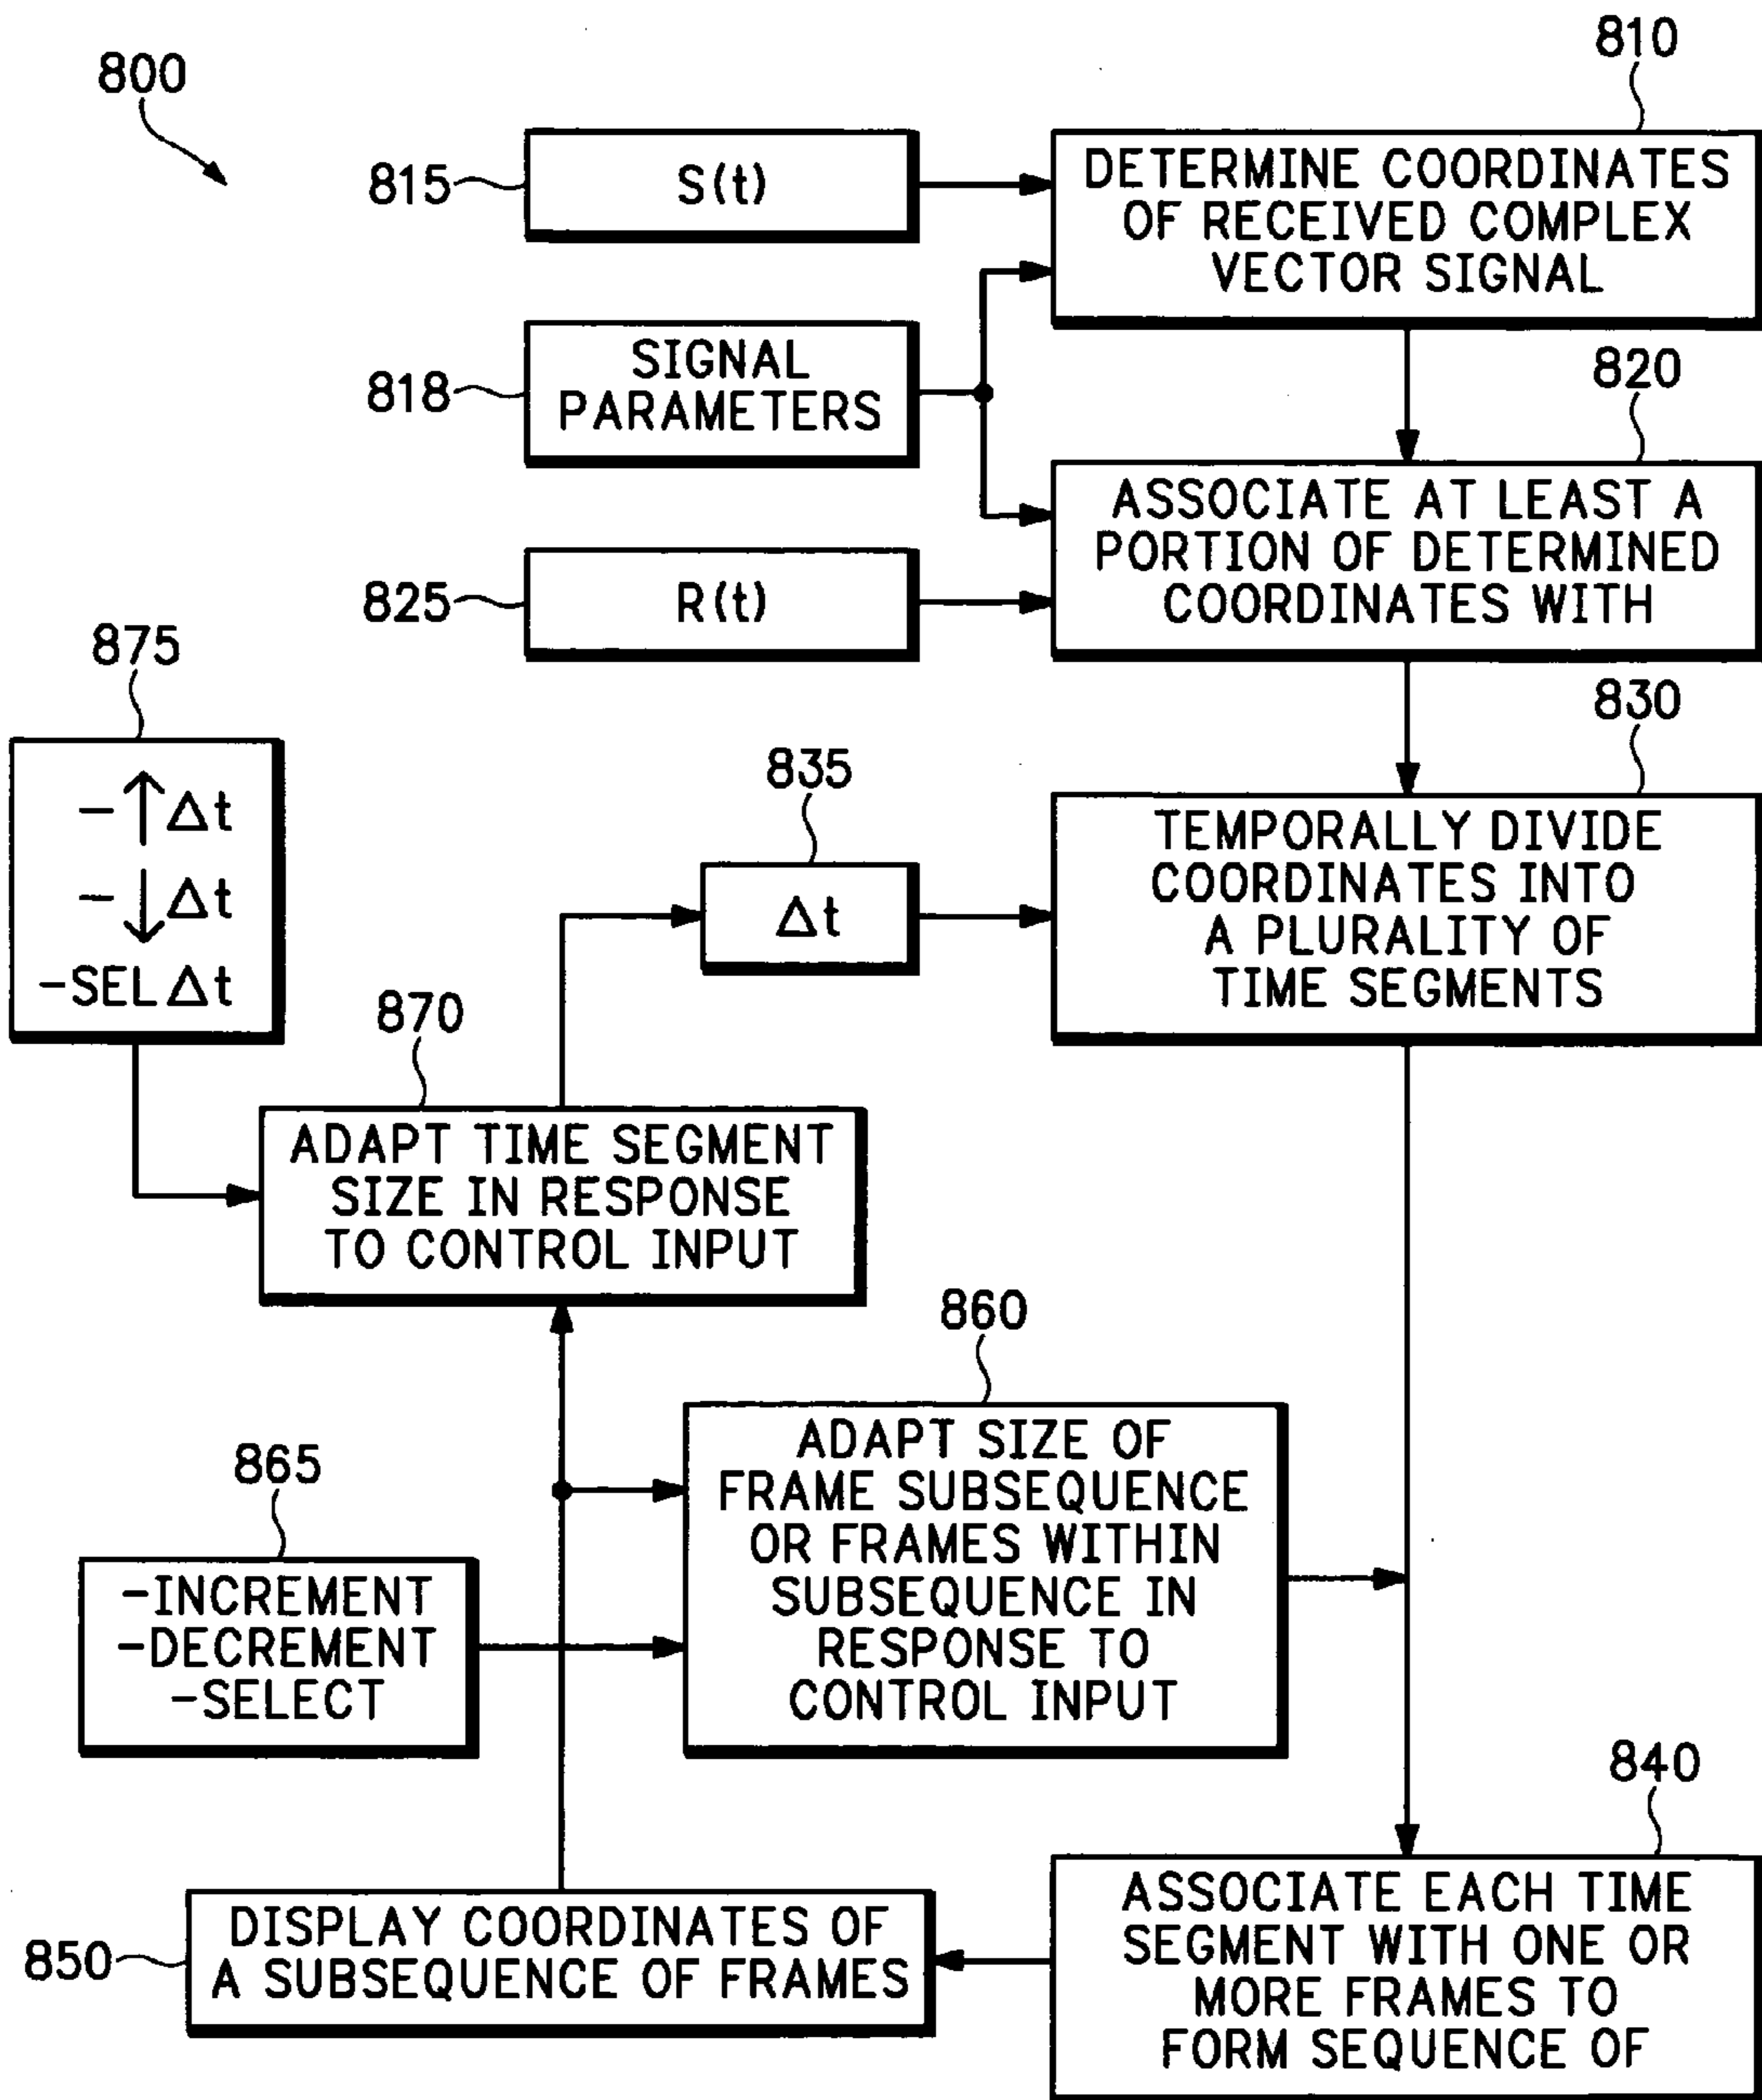 800
810
815
S(t)
DETERMINE COORDINATES
OF RECEIVED COMPLEX
VECTOR SIGNAL
818
SIGNAL
PARAMETERS
820
ASSOCIATE AT LEAST A
PORTION OF DETERMINED
COORDINATES WITH
825
R(t)
875
-↑Δt
-↓Δt
-SELΔt
835
Δt
830
TEMPORALLY DIVIDE
COORDINATES INTO
A PLURALITY OF
TIME SEGMENTS
870
ADAPT TIME SEGMENT
SIZE IN RESPONSE
TO CONTROL INPUT
860
ADAPT SIZE OF
FRAME SUBSEQUENCE
OR FRAMES WITHIN
SUBSEQUENCE IN
RESPONSE TO
CONTROL INPUT
865
-INCREMENT
-DECREMENT
-SELECT
840
ASSOCIATE EACH TIME
SEGMENT WITH ONE OR
MORE FRAMES TO
FORM SEQUENCE OF
850
DISPLAY COORDINATES OF
A SUBSEQUENCE OF FRAMES